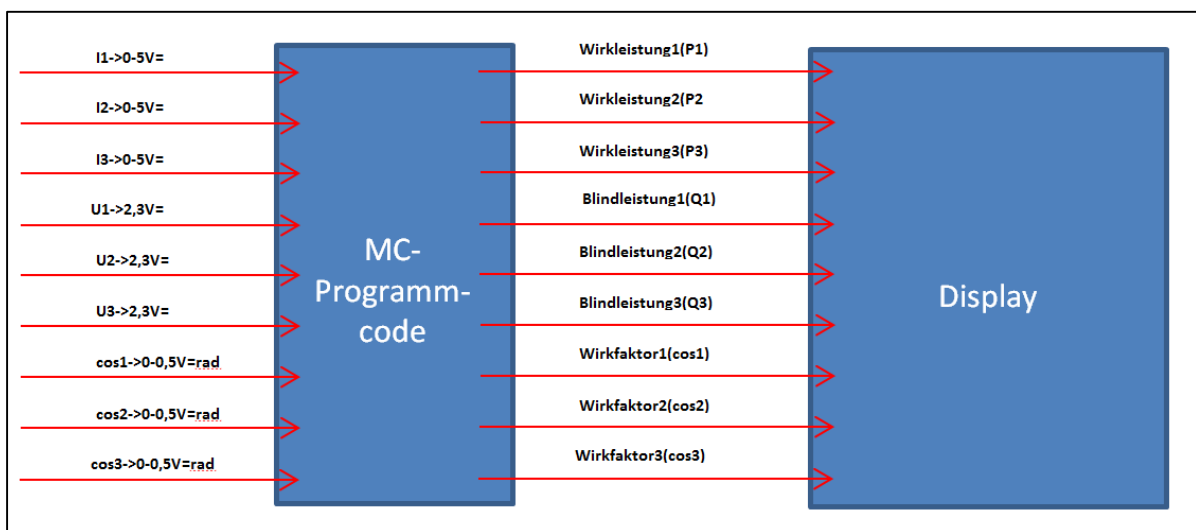 I1->0-5V=
I2->0-5V=
I3->0-5V=
U1->2,3V=
U2->2,3V=
U3->2,3V=
cos1->0-0,5V=rad
cos2->0-0,5V=rad
cos3->0-0,5V=rad
MC-
Programm-
code
Wirkleistung1(P1)
Wirkleistung2(P2
Wirkleistung3(P3)
Blindleistung1(Q1)
Blindleistung2(Q2)
Blindleistung3(Q3)
Wirkfaktor1(cos1)
Wirkfaktor2(cos2)
Wirkfaktor3(cos3)
Display